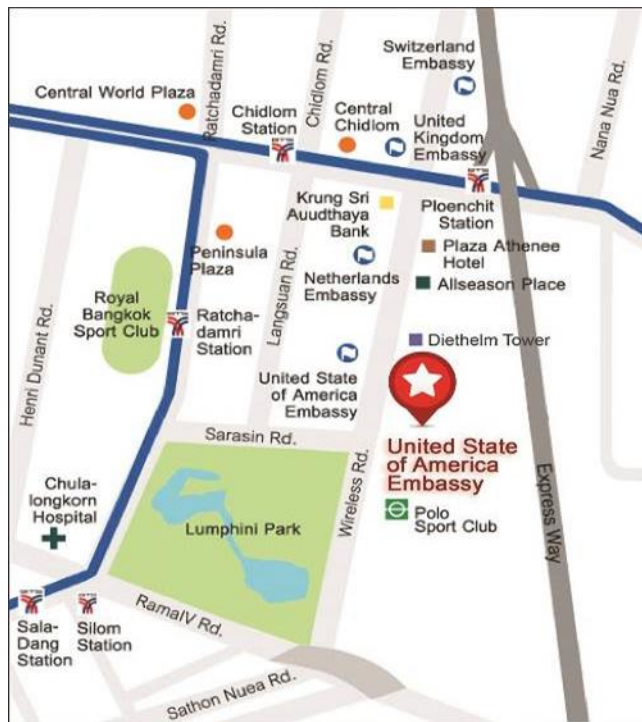 Switzerland
Embassy
Central World Plaza
Ratchadamri Rd.
Chidlom
Station
Chidlom Rd.
Central
Chidlom
United
Kingdom
Embassy
Nana Nua Rd.
Krung Sri
Auudthaya
Bank
Ploenchit
Station
Peninsula
Plaza
Langsuan Rd.
Netherlands
Embassy
Plaza Athenee
Hotel
Allseason Place
Henri Dunant Rd.
Royal
Bangkok
Sport Club
Ratcha-
damri
Station
United State
of America
Embassy
Diethelm Tower
Sarasin Rd.
United State
of America
Embassy
Wireless Rd.
Express Way
Chula-
longkorn
Hospital
Lumphini Park
Polo
Sport Club
RamaIV Rd.
Sala-
Dang
Station
Silom
Station
Sathon Nuea Rd.